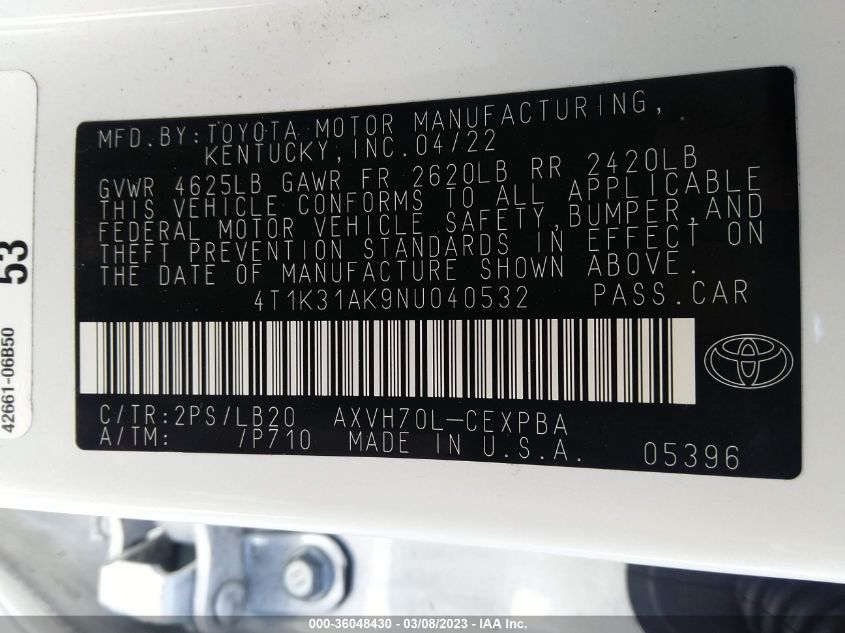 MFD. BY: TOYOTA MOTOR MANUFACTURING,
KENTUCKY, INC. 04/22
GVWR 4625LB GAWR FR 2620LB RR 2420LB
THIS VEHICLE CONFORMS TO ALL APPLICABLE
FEDERAL MOTOR VEHICLE SAFETY, BUMPER, AND
THEFT PREVENTION STANDARDS IN EFFECT ON
THE DATE OF MANUFACTURE SHOWN ABOVE.
4T1K31AK9NU040532 PASS. CAR
C/TR: 2PS/LB20 AXVH70L-CEXPBA
A/TM: /P710 MADE IN U.S.A. 05396
53
42661-06B50
000-36048430 - 03/08/2023 - IAA Inc.